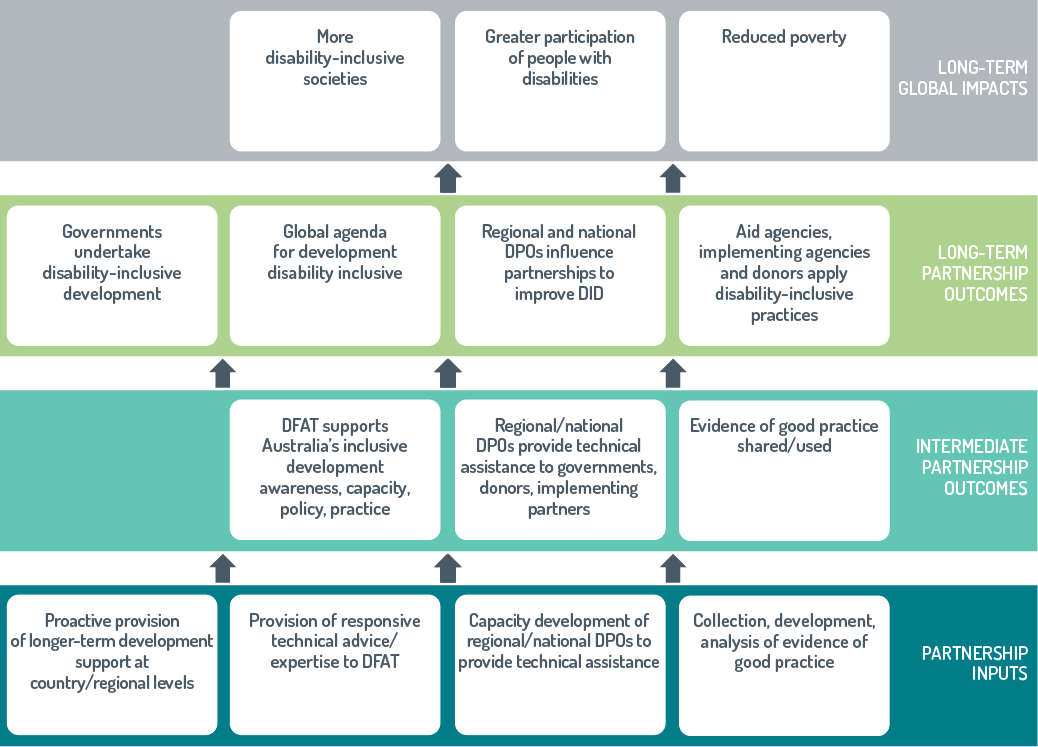 More
disability-inclusive
societies
Greater participation
of people with
disabilities
Reduced poverty
LONG-TERM
GLOBAL IMPACTS
Governments
undertake
disability-inclusive
development
Global agenda
for development
disability inclusive
Regional and national
DPOs influence
partnerships to
improve DID
Aid agencies,
implementing agencies
and donors apply
disability-inclusive
practices
LONG-TERM
PARTNERSHIP
OUTCOMES
DFAT supports
Australia's inclusive
development
awareness, capacity,
policy, practice
Regional/national
DPOs provide technical
assistance to governments,
donors, implementing
partners
Evidence of good practice
shared/used
INTERMEDIATE
PARTNERSHIP
OUTCOMES
Proactive provision
of longer-term development
support at
country/regional levels
Provision of responsive
technical advice/
expertise to DFAT
Capacity development of
regional/national DPOs to
provide technical assistance
Collection, development,
analysis of evidence of
good practice
PARTNERSHIP
INPUTS